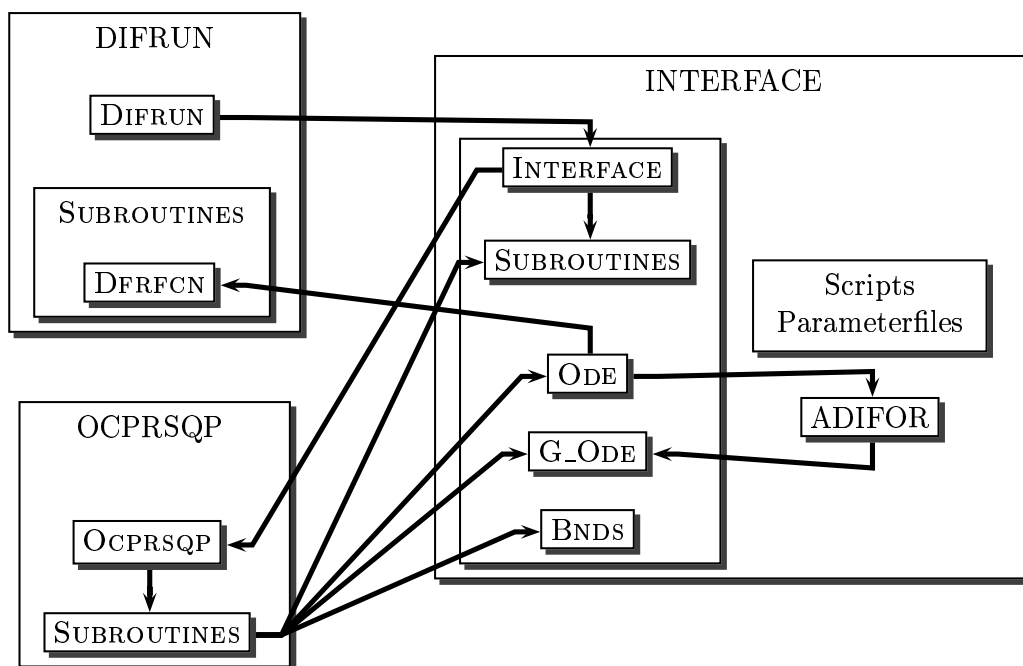 DIFRUN
DIFRUN
SUBROUTINES
DFRFCN
OCPRSQP
OCPRSQP
SUBROUTINES
INTERFACE
INTERFACE
SUBROUTINES
ODE
G_ODE
BNDS
Scripts
Parameterfiles
ADIFOR